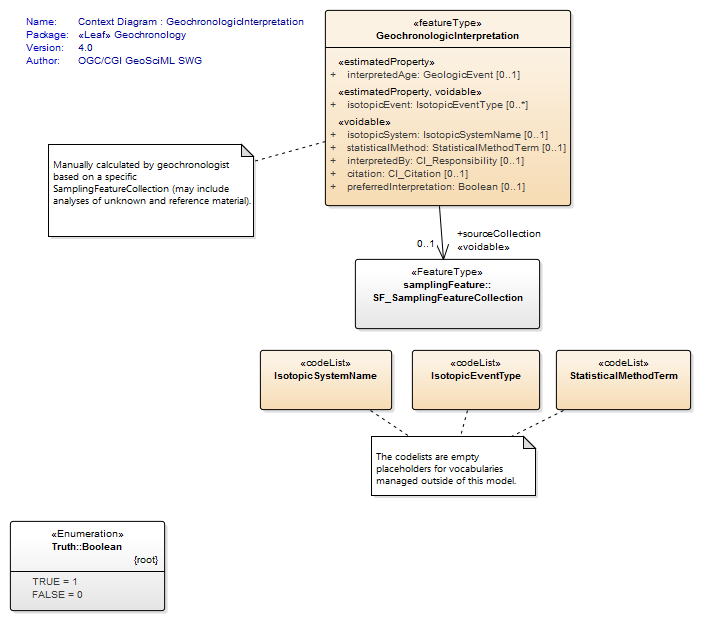 Name: Context Diagram : GeochronologicInterpretation
Package: «Leaf» Geochronology
Version: 4.0
Author: OGC/CGI GeoSciML SWG
«featureType»
GeochronologicInterpretation
«estimatedProperty»
+ interpretedAge: GeologicEvent [0..1]
«estimatedProperty, voidable»
+ isotopicEvent: IsotopicEventType [0..*]
«voidable»
+ isotopicSystem: IsotopicSystemName [0..1]
+ statisticalMethod: StatisticalMethodTerm [0..1]
+ interpretedBy: CI_Responsibility [0..1]
+ citation: CI_Citation [0..1]
+ preferredInterpretation: Boolean [0..1]
Manually calculated by geochronologist
based on a specific
SamplingFeatureCollection (may include
analyses of unknown and reference material).
+sourceCollection
0..1 «voidable»
«FeatureType»
samplingFeature::
SF_SamplingFeatureCollection
«codeList»
IsotopicSystemName
«codeList»
IsotopicEventType
«codeList»
StatisticalMethodTerm
The codelists are empty
placeholders for vocabularies
managed outside of this model.
«Enumeration»
Truth::Boolean
{root}
TRUE = 1
FALSE = 0